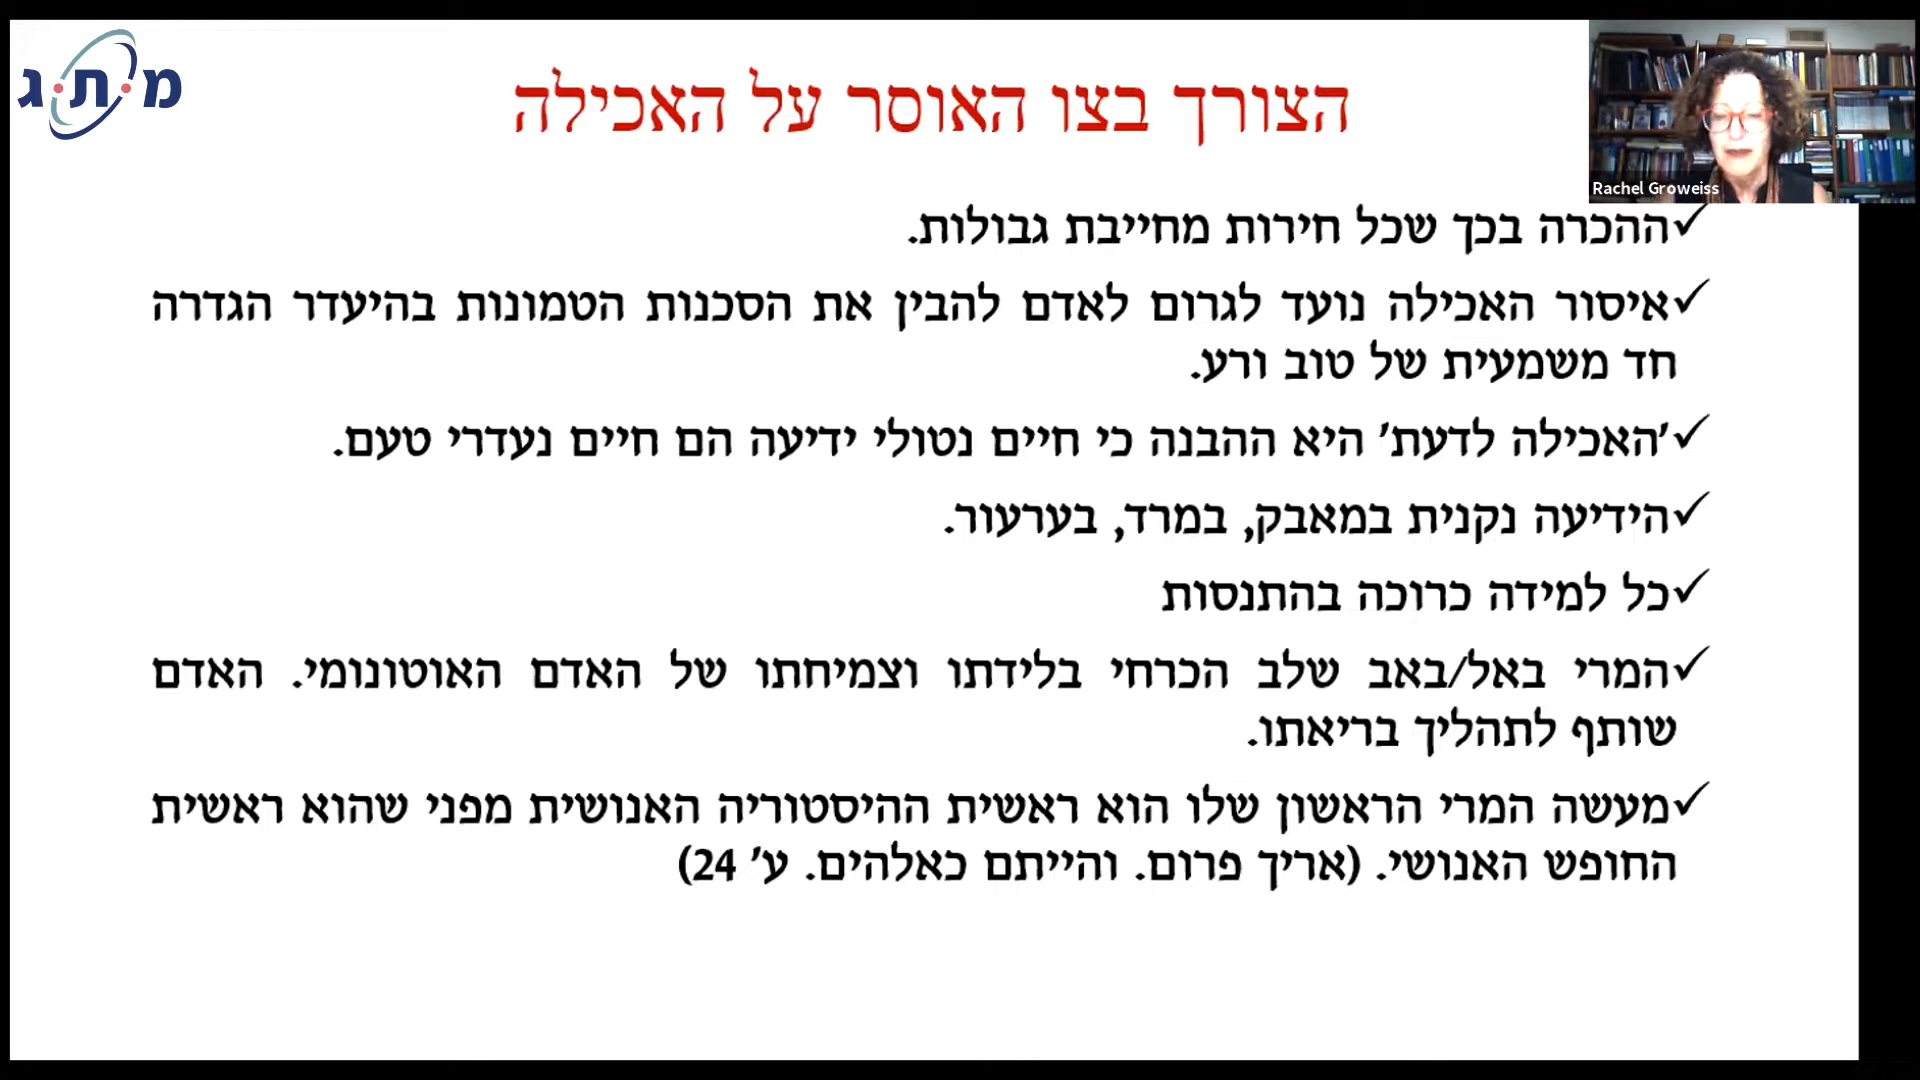 מ.ת.ג
הצורך בצו האוסר על האכילה
Rachel Groweiss
✓ההכרה בכך שכל חירות מחייבת גבולות.
✓איסור האכילה נועד לגרום לאדם להבין את הסכנות הטמונות בהיעדר הגדרה
חד משמעית של טוב ורע.
✓'האכילה לדעת' היא ההבנה כי חיים נטולי ידיעה הם חיים נעדרי טעם.
✓הידיעה נקנית במאבק, במרד, בערעור.
✓כל למידה כרוכה בהתנסות
✓המרי באל/באב שלב הכרחי בלידתו וצמיחתו של האדם האוטונומי. האדם
שותף לתהליך בריאתו.
✓מעשה המרי הראשון שלו הוא ראשית ההיסטוריה האנושית מפני שהוא ראשית
החופש האנושי. (אריך פרום. והייתם כאלהים. ע' 24)